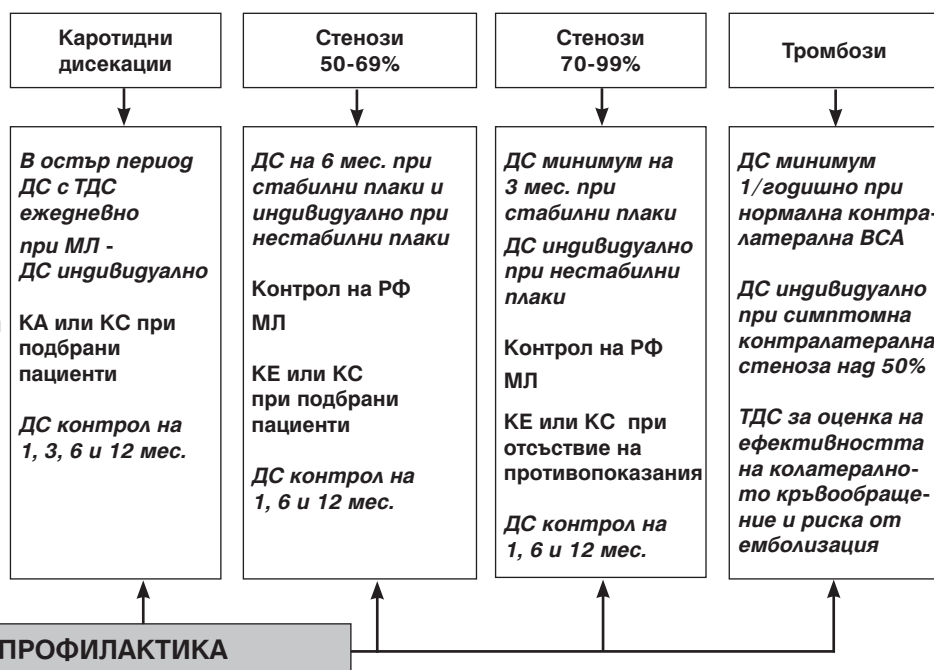 Каротидни
дисекации
Стенози
50-69%
Стенози
70-99%
Тромбози
В остър период
ДС с ТДС
ежедневно
при МЛ -
ДС индивидуално
КА или КС при
подбрани
пациенти
ДС контрол на
1, 3, 6 и 12 мес.
ДС на 6 мес. при
стабилни плаки и
индивидуално при
нестабилни плаки
Контрол на РФ
МЛ
КЕ или КС
при подбрани
пациенти
ДС контрол на
1, 6 и 12 мес.
ДС минимум на
3 мес. при
стабилни плаки
ДС индивидуално
при нестабилни
плаки
Контрол на РФ
МЛ
КЕ или КС при
отсъствие на
противопоказания
ДС контрол на
1, 6 и 12 мес.
ДС минимум
1/годишно при
нормална контра-
латерална ВСА
ДС индивидуално
при симптомна
контралатерална
стеноза над 50%
ТДС за оценка на
ефективността
на колатерално-
то кръвообраще-
ние и риска от
емболизация
ПРОФИЛАКТИКА